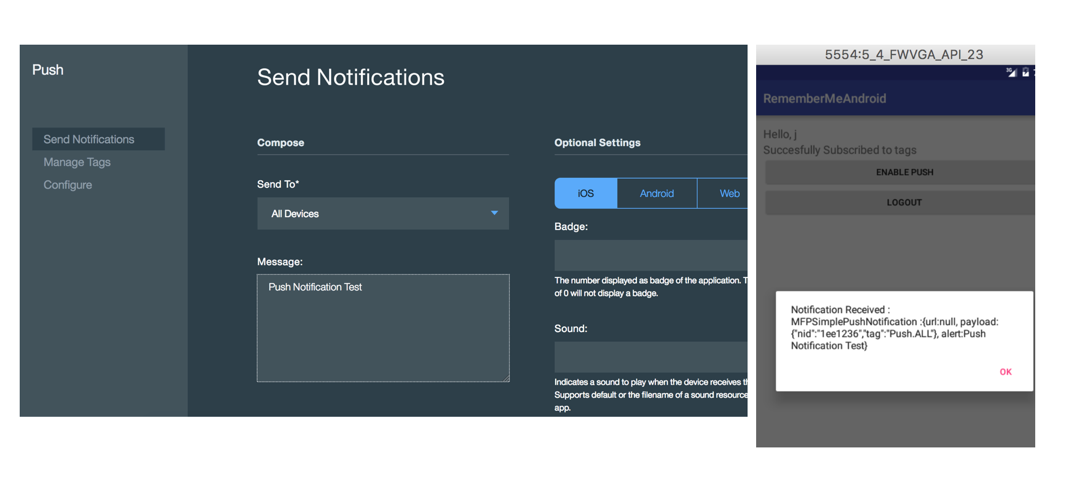 Push
Send Notifications
Manage Tags
Configure
Send Notifications
Compose
Send To*
All Devices
Message:
Push Notification Test
Optional Settings
iOS
Android
Web
Badge:
The number displayed as badge of the application.
of 0 will not display a badge.
Sound:
Indicates a sound to play when the device receives
Supports default or the filename of a sound resource
app.
5554:5_4_FWVGA_API_23
3G
RememberMeAndroid
Hello, j
Succesfully Subscribed to tags
ENABLE PUSH
LOGOUT
Notification Received :
MFPSimplePushNotification :{url:null, payload:
{"nid":"1ee1236","tag":"Push.ALL"}, alert:Push
Notification Test}
OK